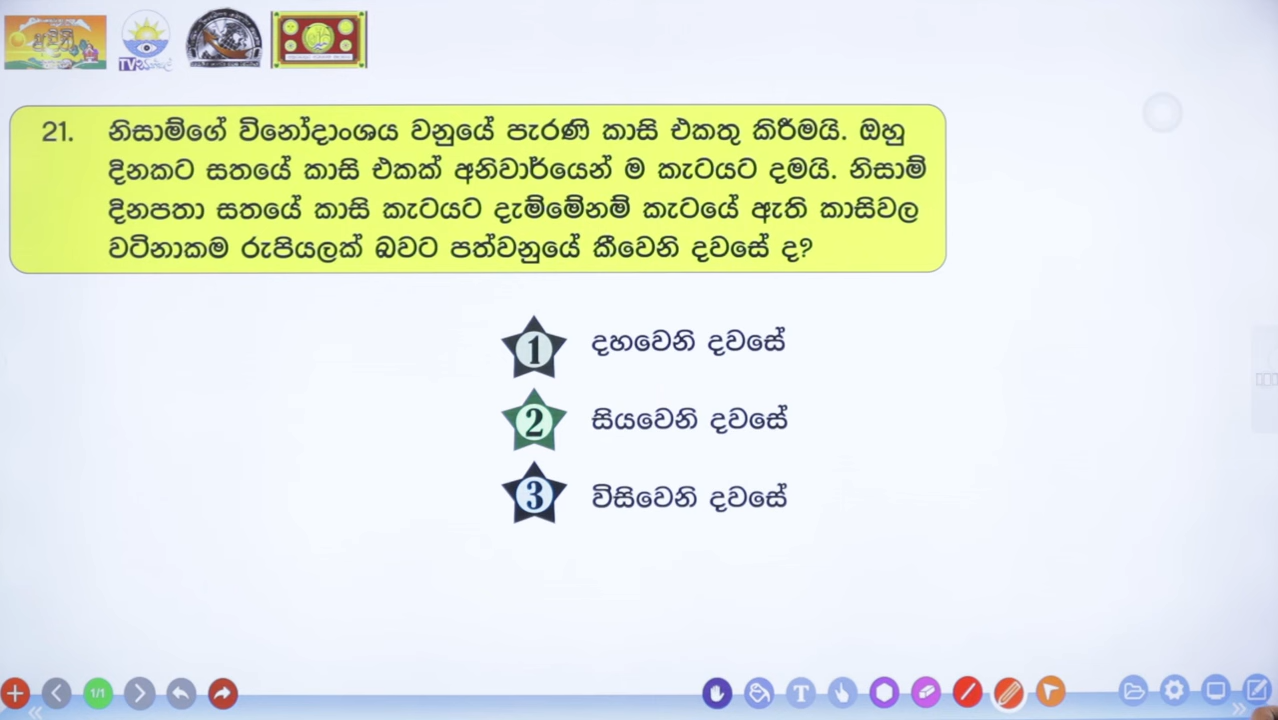 TV
21. නිසාම්ගේ විනෝදාංශය වනුයේ පැරණි කාසි එකතු කිරීමයි. ඔහු
දිනකට සතයේ කාසි එකක් අනිවාර්යෙන් ම කැටයට දමයි. නිසාම්
දිනපතා සතයේ කාසි කැටයට දැම්මේනම් කැටයේ ඇති කාසිවල
වටිනාකම රුපියලක් බවට පත්වනුයේ කීවෙනි දවසේ ද?
1 දහවෙනි දවසේ
2 සියවෙනි දවසේ
3 විසිවෙනි දවසේ
1/1
T